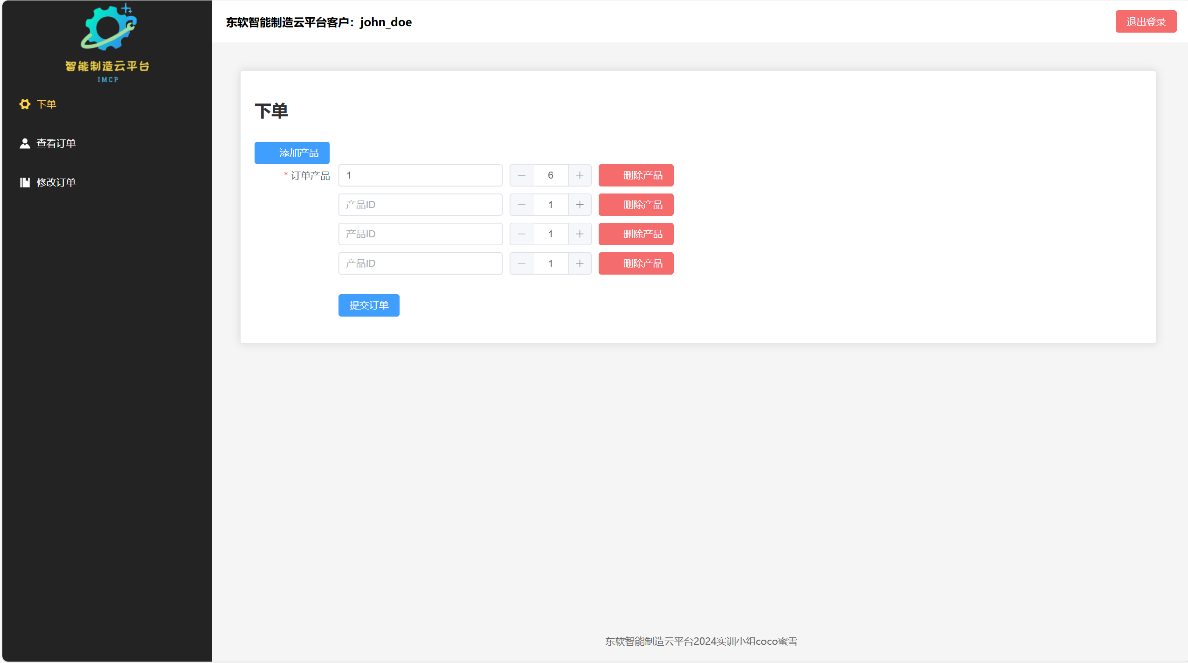 智能制造云平台
IMCP
下单
查看订单
修改订单
东软智能制造云平台客户：john_doe
退出登录
下单
添加产品
* 订单产品 1 － 6 ＋ 删除产品
产品ID － 1 ＋ 删除产品
产品ID － 1 ＋ 删除产品
产品ID － 1 ＋ 删除产品
提交订单
东软智能制造云平台2024实训小组coco蜜雪